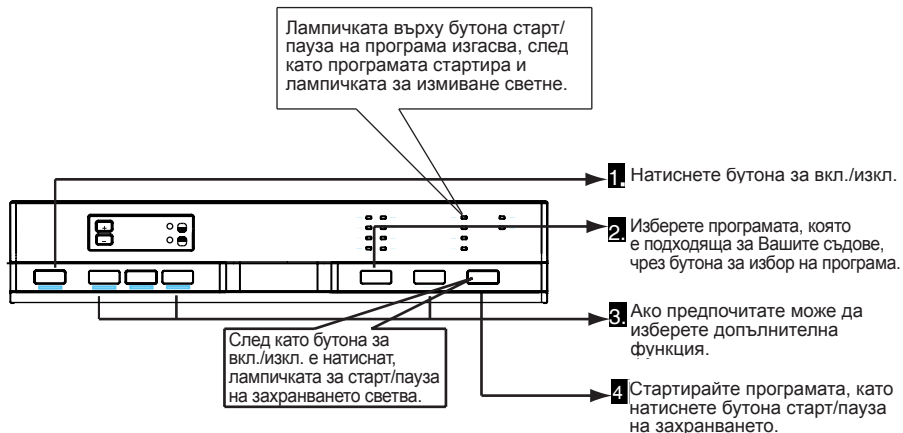 Лампичката върху бутона старт/
пауза на програма изгасва, след
като програмата стартира и
лампичката за измиване светне.
1. Натиснете бутона за вкл./изкл.
2. Изберете програмата, която
е подходяща за Вашите съдове,
чрез бутона за избор на програма.
3. Ако предпочитате може да
изберете допълнителна
функция.
След като бутона за
вкл./изкл. е натиснат,
лампичката за старт/пауза
на захранването светва.
4 Стартирайте програмата, като
натиснете бутона старт/пауза
на захранването.